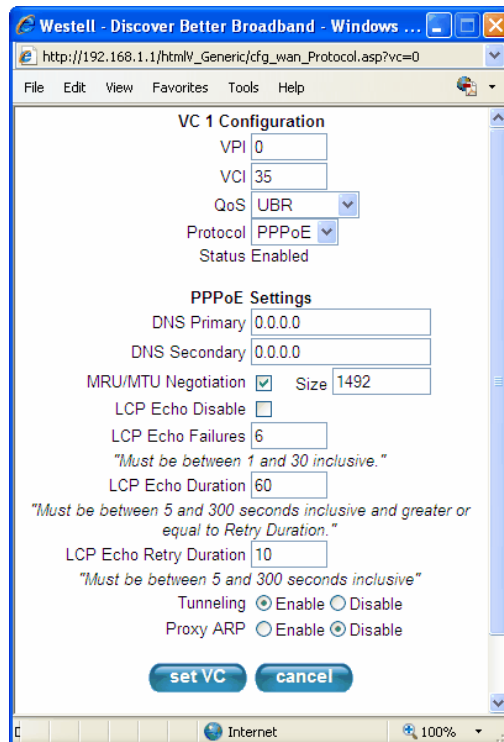 Westell - Discover Better Broadband - Windows ...
http://192.168.1.1/htmlV_Generic/cfg_wan_Protocol.asp?vc=0
File Edit View Favorites Tools Help
VC 1 Configuration
VPI 0
VCI 35
QoS UBR
Protocol PPPoE
Status Enabled
PPPoE Settings
DNS Primary 0.0.0.0
DNS Secondary 0.0.0.0
MRU/MTU Negotiation Size 1492
LCP Echo Disable
LCP Echo Failures 6
"Must be between 1 and 30 inclusive."
LCP Echo Duration 60
"Must be between 5 and 300 seconds inclusive and greater or
equal to Retry Duration."
LCP Echo Retry Duration 10
"Must be between 5 and 300 seconds inclusive"
Tunneling Enable Disable
Proxy ARP Enable Disable
set VC cancel
Internet 100%